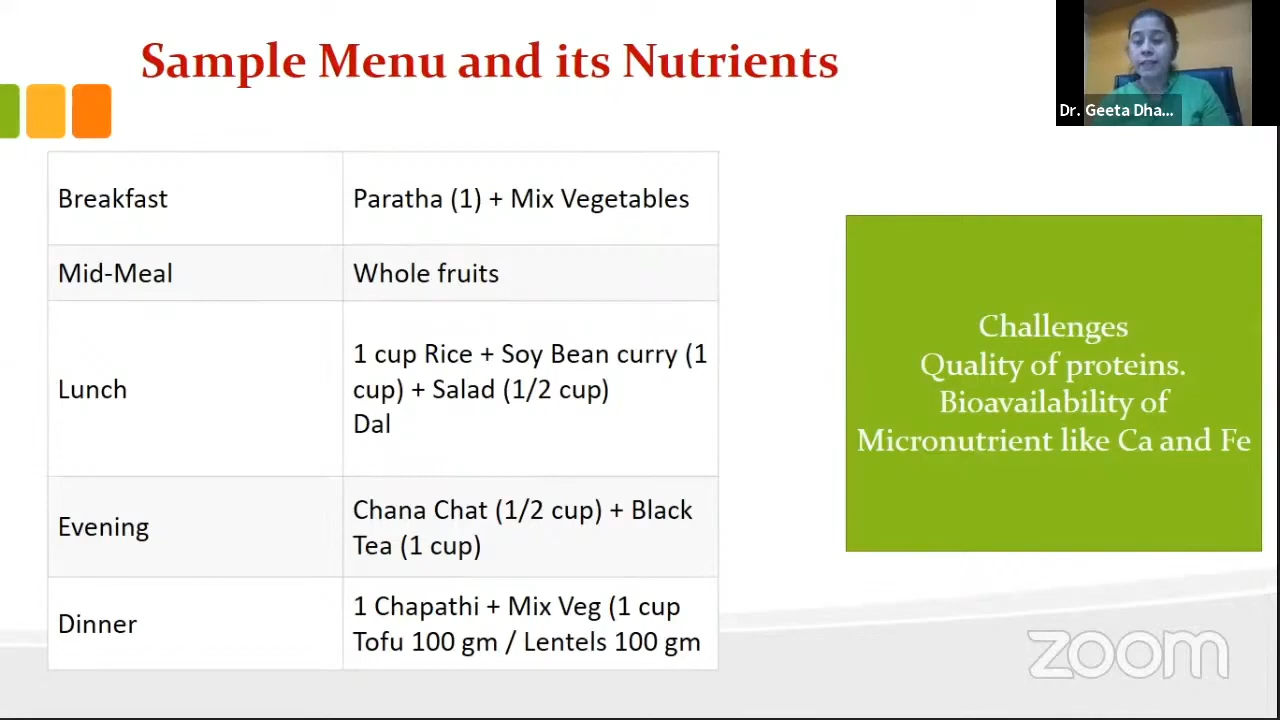 Sample Menu and its Nutrients
Dr. Geeta Dha...
Breakfast
Paratha (1) + Mix Vegetables
Mid-Meal
Whole fruits
Lunch
1 cup Rice + Soy Bean curry (1
cup) + Salad (1/2 cup)
Dal
Evening
Chana Chat (1/2 cup) + Black
Tea (1 cup)
Dinner
1 Chapathi + Mix Veg (1 cup
Tofu 100 gm / Lentels 100 gm
Challenges
Quality of proteins.
Bioavailability of
Micronutrient like Ca and Fe
zoom